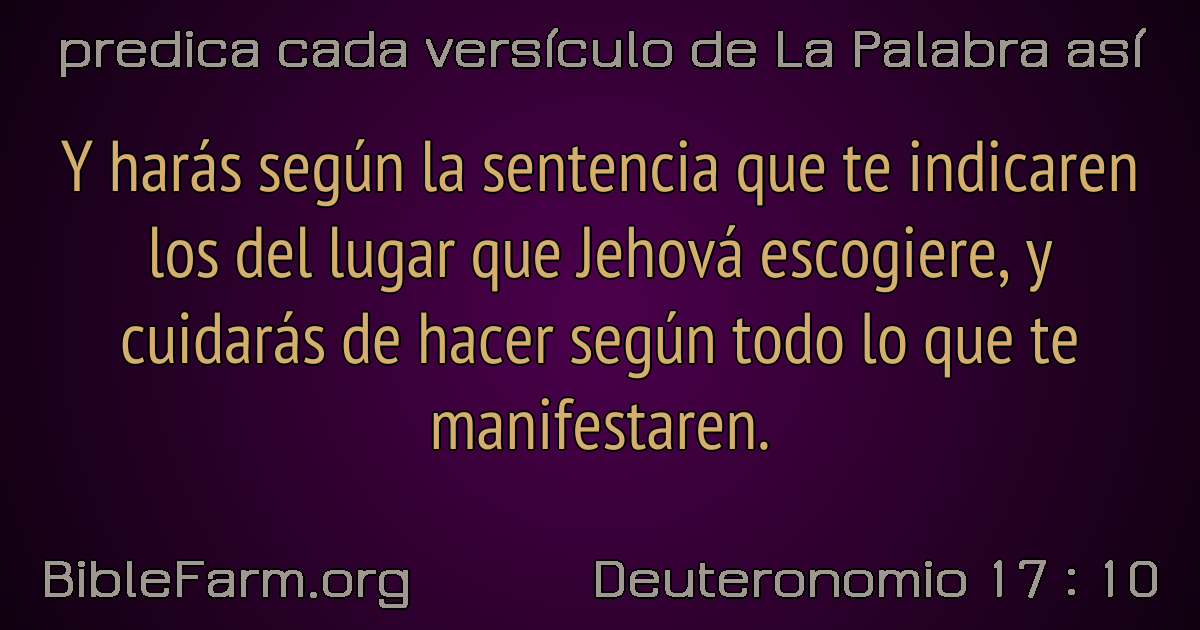 predica cada versículo de La Palabra así
Y harás según la sentencia que te indicaren
los del lugar que Jehová escogiere, y
cuidarás de hacer según todo lo que te
manifestaren.
BibleFarm.org
Deuteronomio 17 : 10